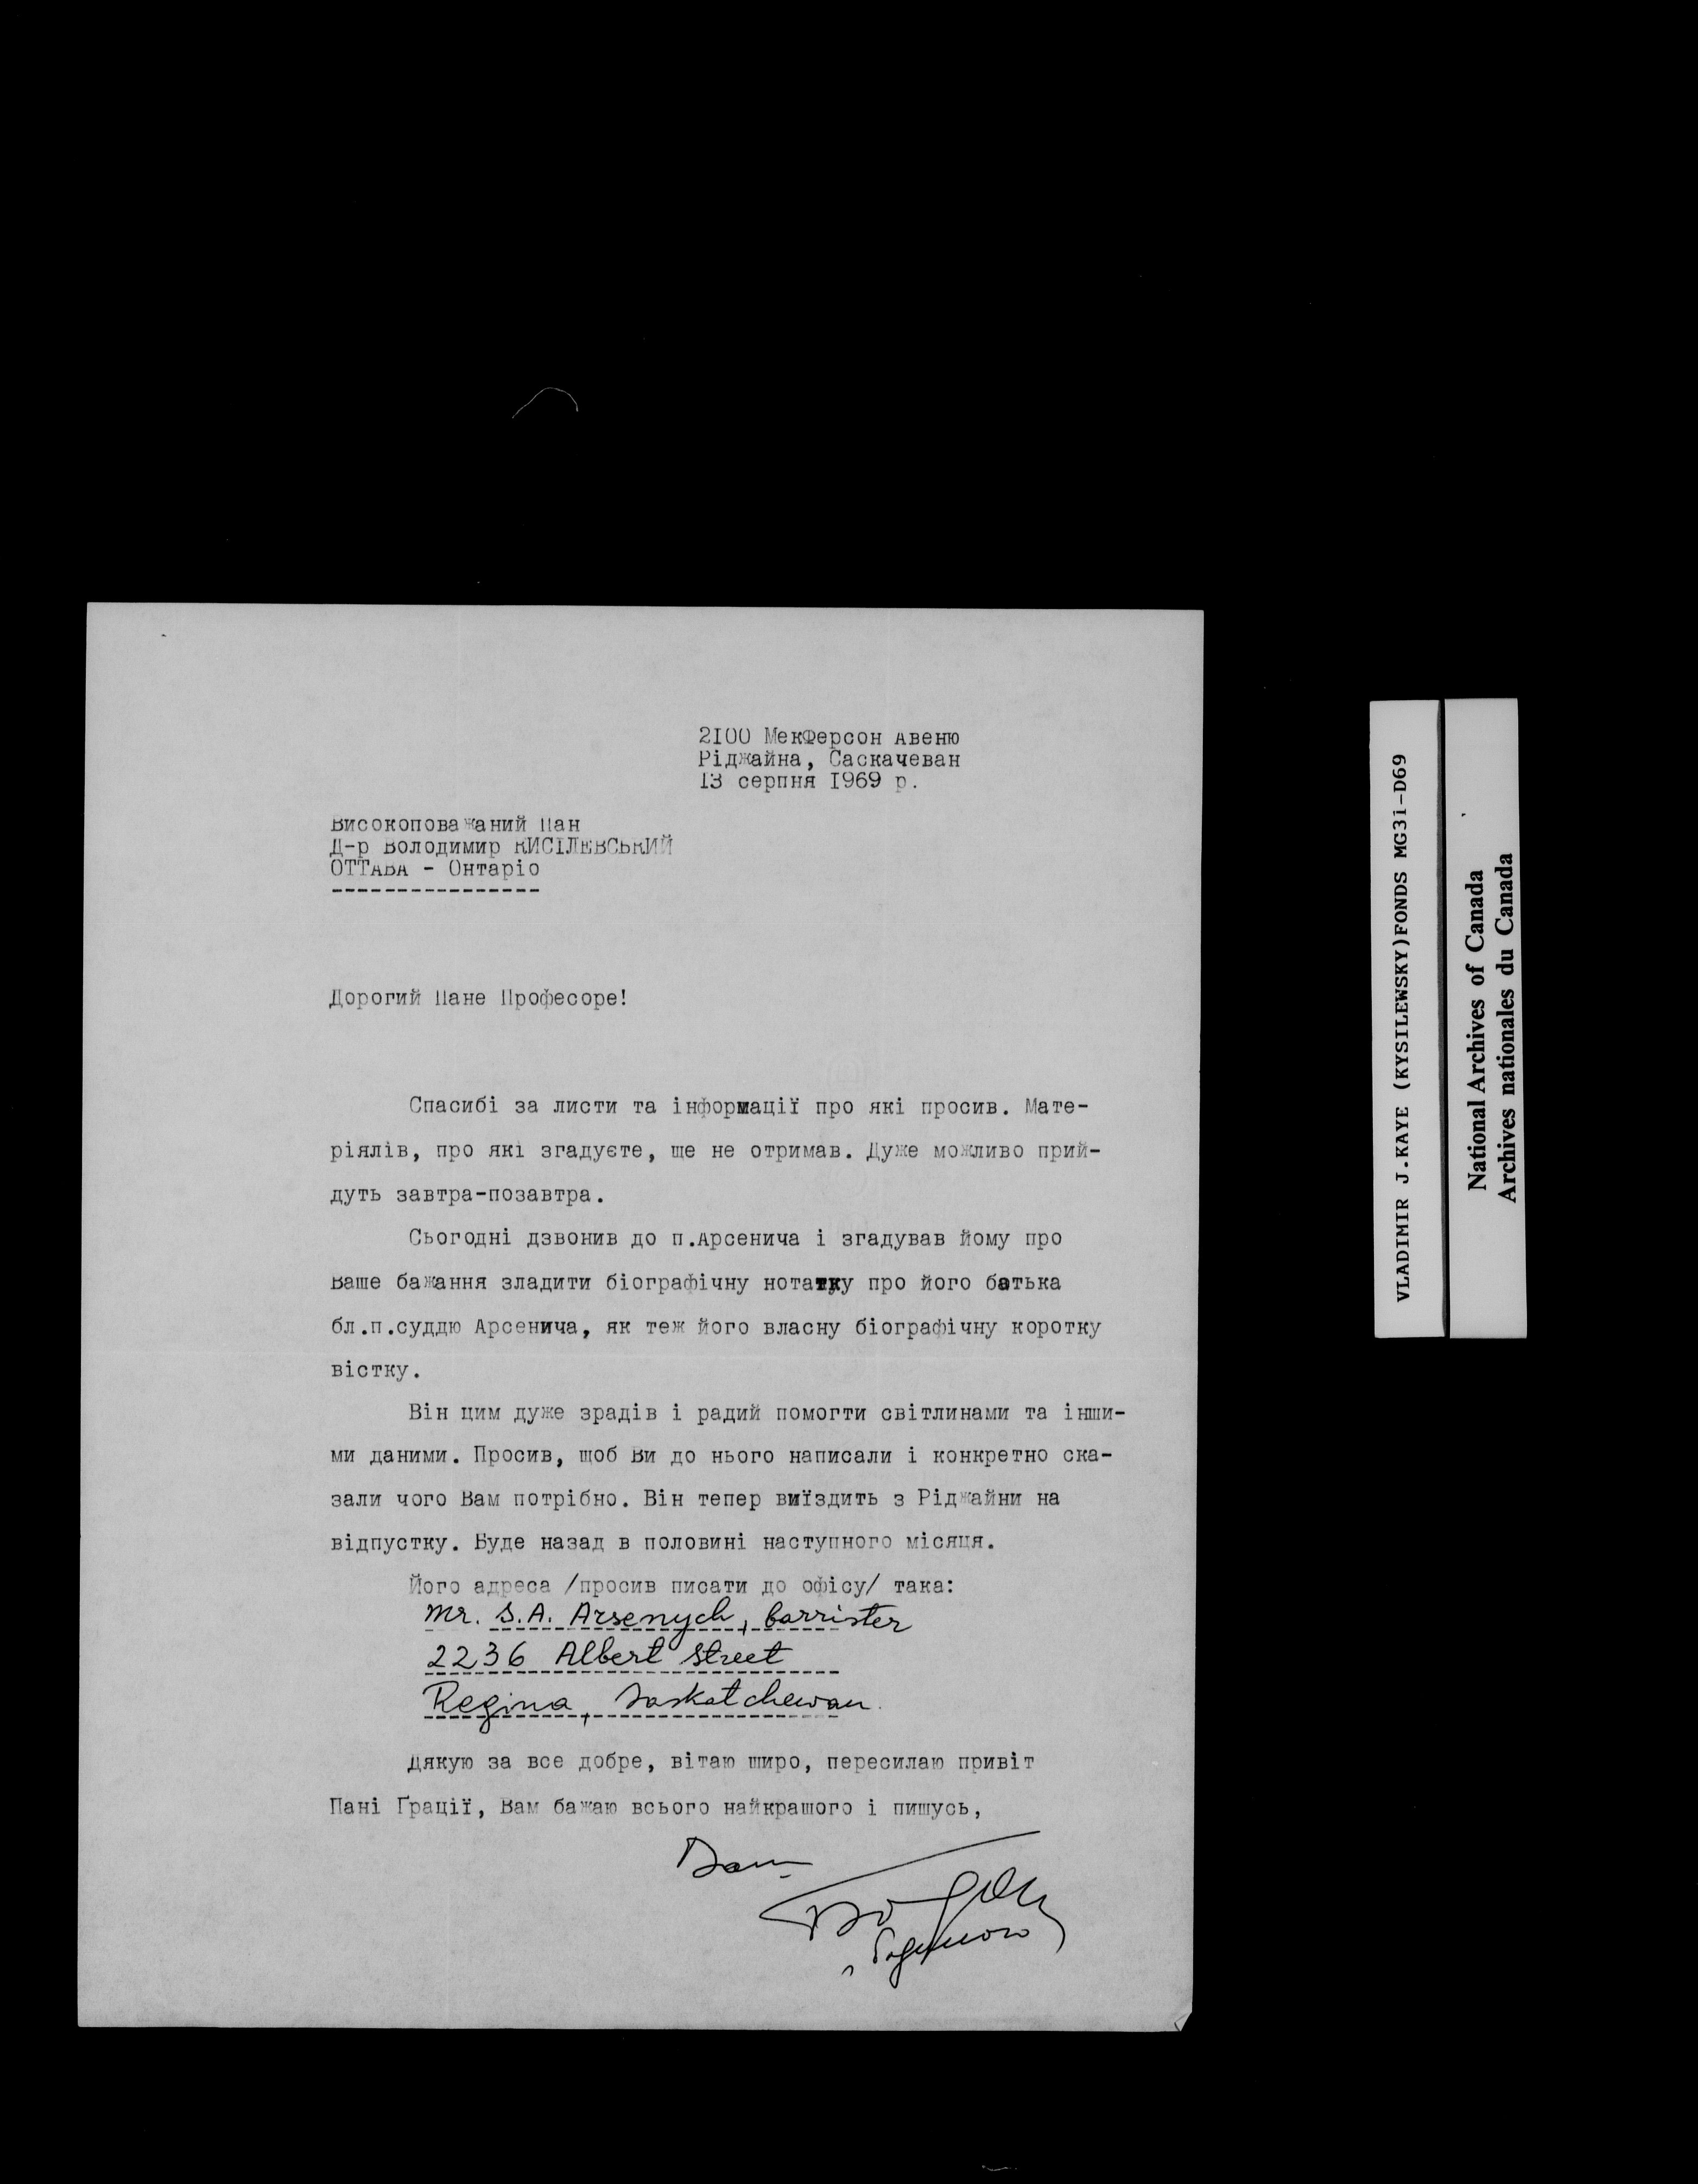 2I00 МекФерсон Авеню
Ріджайна, Саскачеван
13 серпня I969 р.
Високоповажаний Пан
Д-р Володимир КИСІЛЕВСЬКИЙ
ОТТАВА - Онтаріо
----------------
Дорогий Пане Професоре!
Спасибі за листи та інформації про які просив. Мате-
ріялів, про які згадуєте, ще не отримав. Дуже можливо прий-
дуть завтра-позавтра.
Сьогодні дзвонив до п.Арсенича і згадував йому про
Ваше бажання зладити біографічну нотатку про його батька
бл.п.суддю Арсенича, як теж його власну біографічну коротку
вістку.
Він цим дуже зрадів і радий помогти світлинами та інши-
ми даними. Просив, щоб Ви до нього написали і конкретно ска-
зали чого Вам потрібно. Він тепер виїздить з Ріджайни на
відпустку. Буде назад в половині наступного місяця.
Його адреса /просив писати до офісу/ така:
Mr. S.A. Arsenych, barrister
2236 Albert Street
Regina, Saskatchewan.
Дякую за все добре, вітаю щиро, пересилаю привіт
Пані Ґрації, Вам бажаю всього найкращого і пишусь,
Ваш
VLADIMIR J.KAYE (KYSILEWSKY)FONDS MG31-D69
National Archives of Canada
Archives nationales du Canada